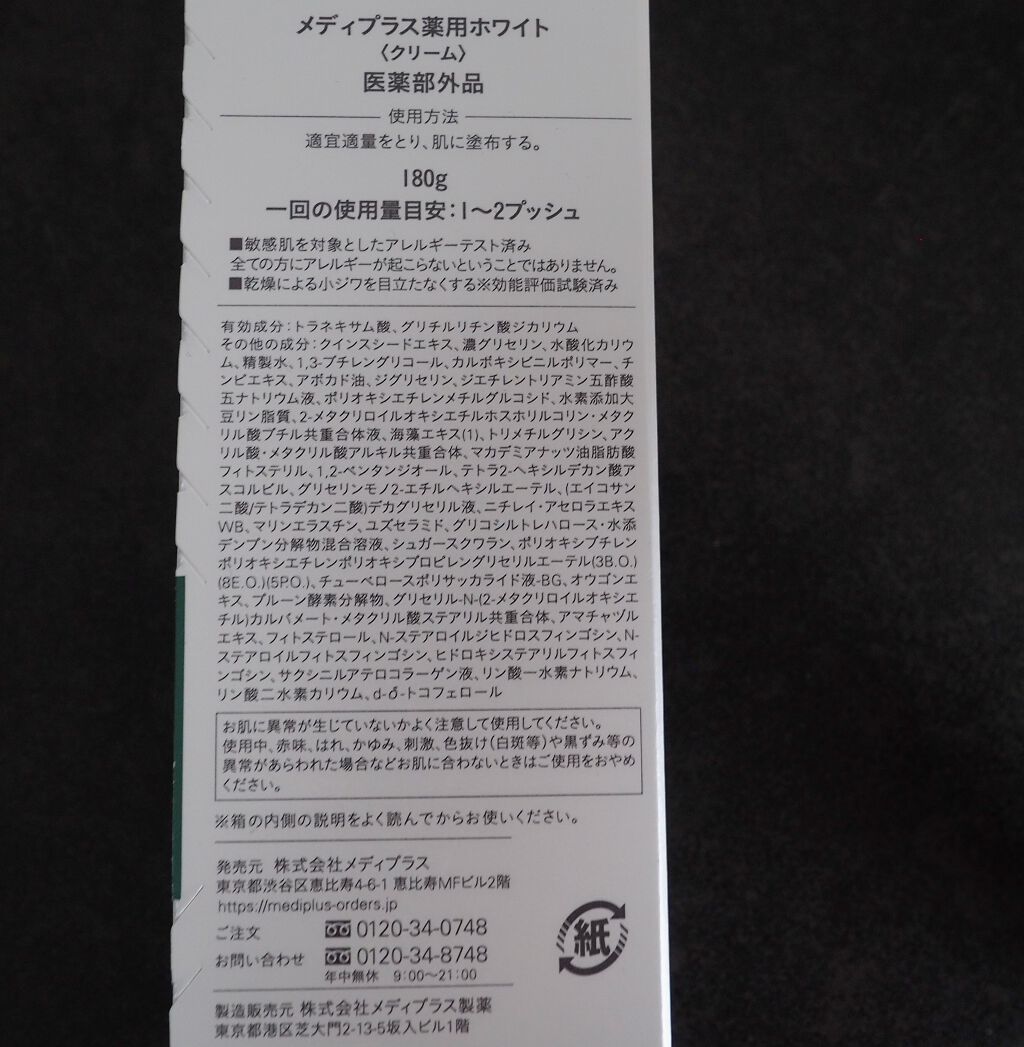 メディプラス薬用ホワイト
〈クリーム〉
医薬部外品
使用方法
適宜適量をとり、肌に塗布する。
180g
一回の使用量目安:1～2プッシュ
■敏感肌を対象としたアレルギーテスト済み
全ての方にアレルギーが起こらないということではありません。
■乾燥による小ジワを目立たなくする※効能評価試験済み
有効成分:トラネキサム酸、グリチルリチン酸ジカリウム
その他の成分:クインスシードエキス、濃グリセリン、水酸化カリウ
ム、精製水、1,3-ブチレングリコール、カルボキシビニルポリマー、チ
ンピエキス、アボカド油、ジグリセリン、ジエチレントリアミン五酢酸
五ナトリウム液、ポリオキシエチレンメチルグルコシド、水素添加大
豆リン脂質、2-メタクリロイルオキシエチルホスホリルコリン・メタク
リル酸ブチル共重合体液、海藻エキス(1)、トリメチルグリシン、アク
リル酸・メタクリル酸アルキル共重合体、マカデミアナッツ油脂肪酸
フィトステリル、1,2-ペンタンジオール、テトラ2-ヘキシルデカン酸ア
スコルビル、グリセリンモノ2-エチルヘキシルエーテル、(エイコサン
二酸/テトラデカン二酸)デカグリセリル液、ニチレイ・アセロラエキス
WB、マリンエラスチン、ユズセラミド、グリコシルトレハロース・水添
デンプン分解物混合溶液、シュガースクワラン、ポリオキシブチレン
ポリオキシエチレンポリオキシプロピレングリセリルエーテル(3B.O.)
(8E.O.)(5P.O.)、チューベロースポリサッカライド液-BG、オウゴンエ
キス、プルーン酵素分解物、グリセリル-N-(2-メタクリロイルオキシエ
チル)カルバメート・メタクリル酸ステアリル共重合体、アマチャヅル
エキス、フィトステロール、N-ステアロイルジヒドロスフィンゴシン、N-
ステアロイルフィトスフィンゴシン、ヒドロキシステアリルフィトスフィ
ンゴシン、サクシニルアテロコラーゲン液、リン酸一水素ナトリウム、
リン酸二水素カリウム、d-δ-トコフェロール
お肌に異常が生じていないかよく注意して使用してください。
使用中、赤味、はれ、かゆみ、刺激、色抜け(白斑等)や黒ずみ等の
異常があらわれた場合などお肌に合わないときはご使用をおやめ
ください。
※箱の内側の説明をよく読んでからお使いください。
発売元 株式会社メディプラス
東京都渋谷区恵比寿4-6-1 恵比寿MFビル2階
https://mediplus-orders.jp
ご注文 0120-34-0748
お問い合わせ 0120-34-8748
年中無休 9:00～21:00
紙
製造販売元 株式会社メディプラス製薬
東京都港区芝大門2-13-5坂入ビル1階